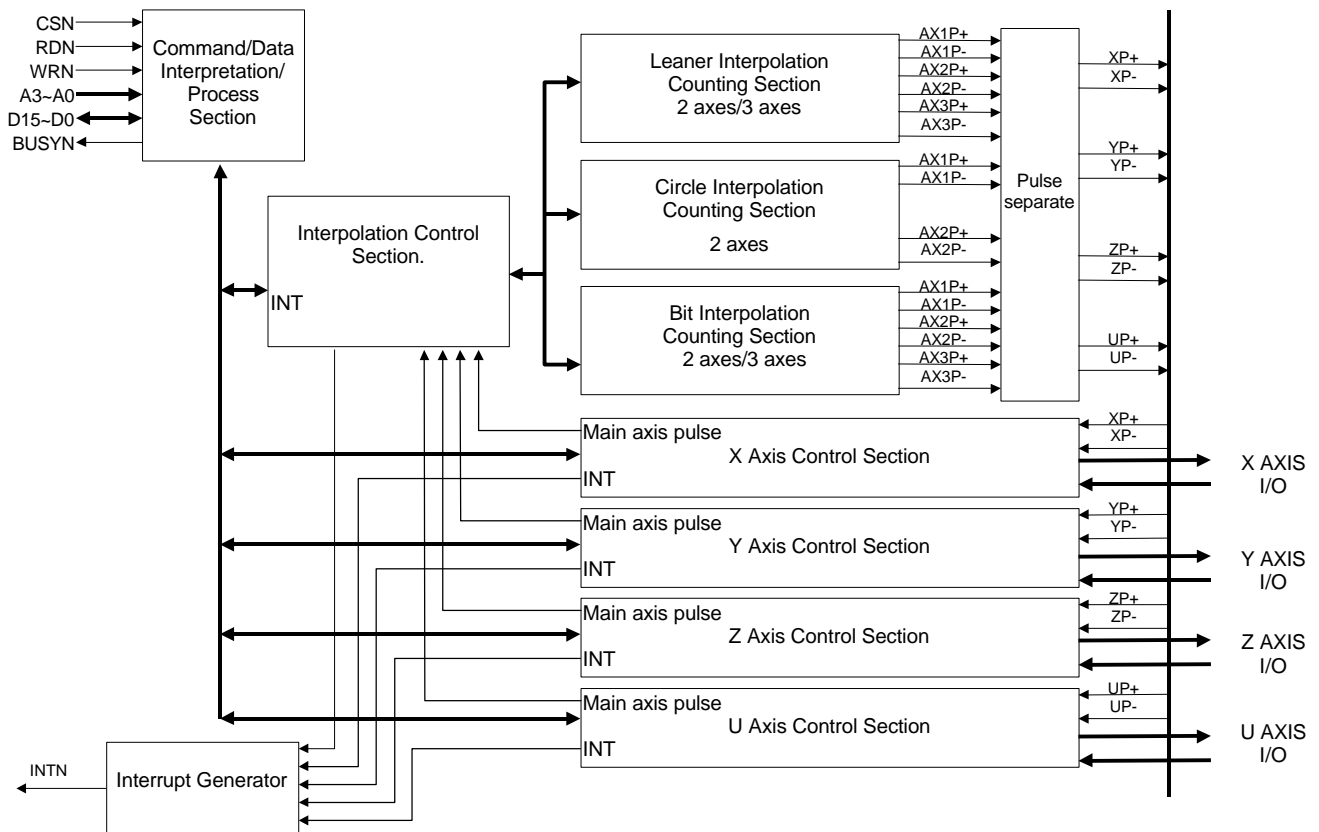 CSN
RDN
WRN
A3~A0
D15~D0
BUSYN
Command/Data
Interpretation/
Process
Section
Interpolation Control
Section.
INT
Leaner Interpolation
Counting Section
2 axes/3 axes
AX1P+
AX1P-
AX2P+
AX2P-
AX3P+
AX3P-
Circle Interpolation
Counting Section
2 axes
AX1P+
AX1P-
AX2P+
AX2P-
Bit Interpolation
Counting Section
2 axes/3 axes
AX1P+
AX1P-
AX2P+
AX2P-
AX3P+
AX3P-
Pulse
separate
XP+
XP-
YP+
YP-
ZP+
ZP-
UP+
UP-
Main axis pulse
X Axis Control Section
INT
XP+
XP-
X AXIS
I/O
Main axis pulse
Y Axis Control Section
INT
YP+
YP-
Y AXIS
I/O
Main axis pulse
Z Axis Control Section
INT
ZP+
ZP-
Z AXIS
I/O
Main axis pulse
U Axis Control Section
INT
UP+
UP-
U AXIS
I/O
INTN
Interrupt Generator